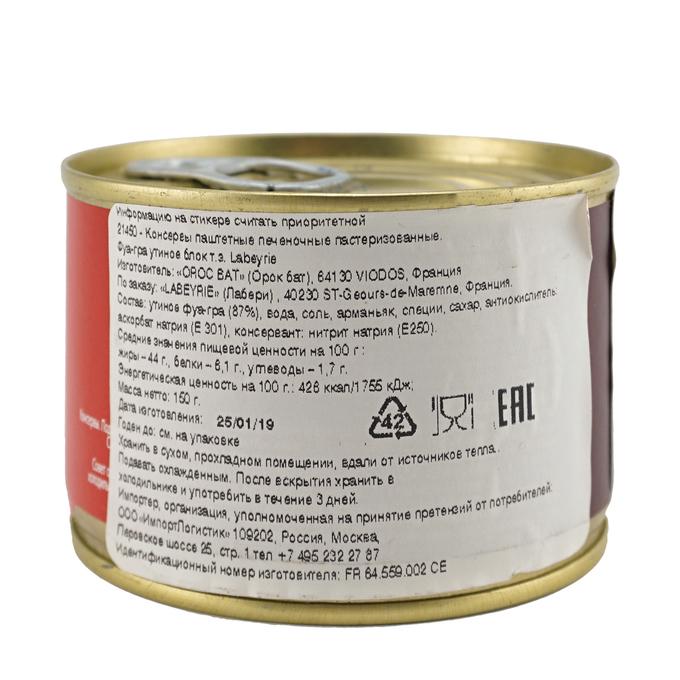 Информацию на стикере считать приоритетной
21450 - Консервы паштетные печеночные пастеризованные.
Фуа-гра утиное блок т.з. Labeyrie
Изготовитель: «OROC BAT» (Орок бат), 64130 VIODOS, Франция
По заказу: «LABEYRIE» (Лабери) , 40230 ST-Geours-de-Maremne, Франция.
Состав: утиное фуа-гра (87%), вода, соль, арманьяк, специи, сахар, антиокислитель:
аскорбат натрия (E 301), консервант: нитрит натрия (E250).
Средние значения пищевой ценности на 100 г :
жиры – 44 г., белки – 6,1 г., углеводы – 1,7 г.
Энергетическая ценность на 100 г.: 428 ккал/1755 кДж;
Масса нетто: 150 г.
Дата изготовления: 25/01/19
Годен до: см. на упаковке
42 EAC
Хранить в сухом, прохладном помещении, вдали от источников тепла.
Подавать охлажденным. После вскрытия хранить в
холодильнике и употребить в течение 3 дней.
Импортер, организация, уполномоченная на принятие претензий от потребителей:
ООО «ИмпортЛогистик» 109202, Россия, Москва,
Перовское шоссе 25, стр. 1 тел +7 495 232 27 87
Идентификационный номер изготовителя: FR 64.559.002 CE